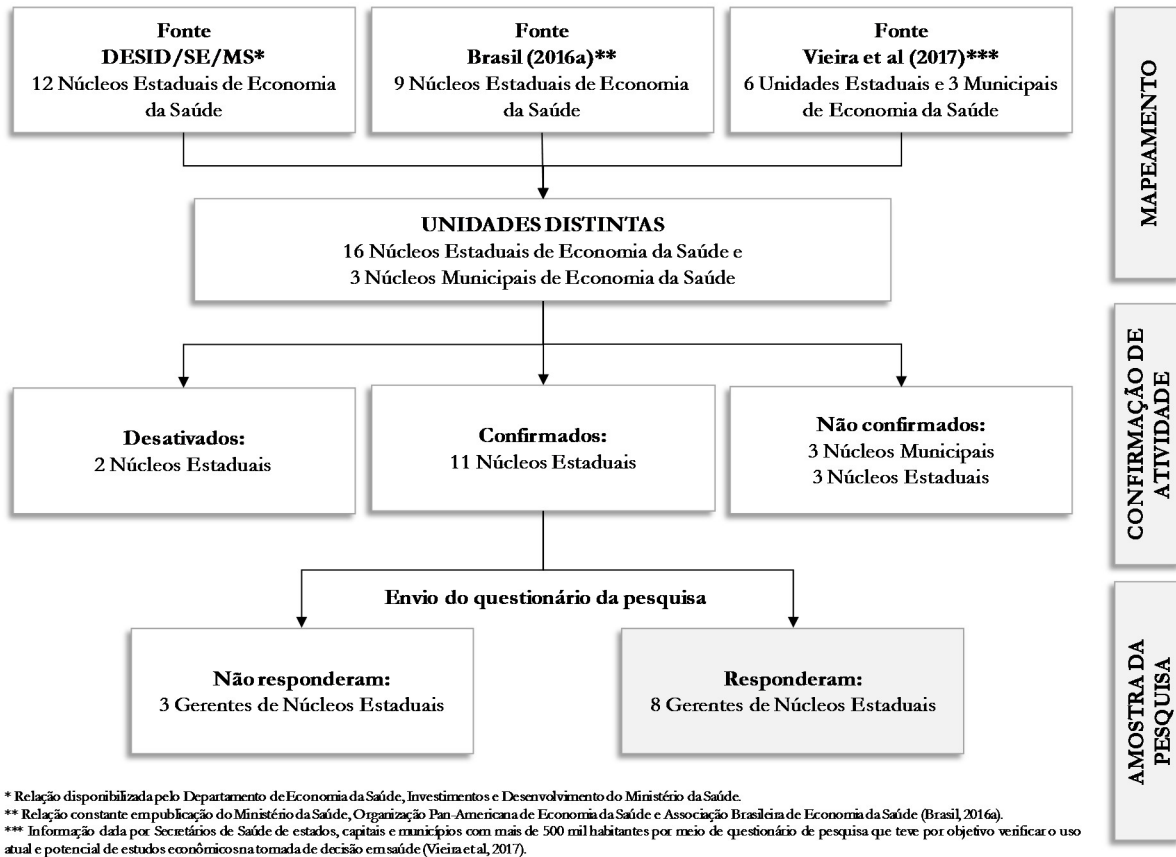 Fonte
DESID/SE/MS*
12 Núcleos Estaduais de Economia
da Saúde
Fonte
Brasil (2016a)**
9 Núcleos Estaduais de Economia
da Saúde
Fonte
Vieira et al (2017)***
6 Unidades Estaduais e 3 Municipais
de Economia da Saúde
MAPEAMENTO
UNIDADES DISTINTAS
16 Núcleos Estaduais de Economia da Saúde e
3 Núcleos Municipais de Economia da Saúde
Desativados:
2 Núcleos Estaduais
Confirmados:
11 Núcleos Estaduais
Não confirmados:
3 Núcleos Municipais
3 Núcleos Estaduais
CONFIRMAÇÃO DE
ATIVIDADE
Envio do questionário da pesquisa
Não responderam:
3 Gerentes de Núcleos Estaduais
Responderam:
8 Gerentes de Núcleos Estaduais
AMOSTRA DA
PESQUISA
* Relação disponibilizada pelo Departamento de Economia da Saúde, Investimentos e Desenvolvimento do Ministério da Saúde.
** Relação constante em publicação do Ministério da Saúde, Organização Pan-Americana de Economia da Saúde e Associação Brasileira de Economia da Saúde (Brasil, 2016a).
*** Informação dada por Secretários de Saúde de estados, capitais e municípios com mais de 500 mil habitantes por meio de questionário de pesquisa que teve por objetivo verificar o uso
atual e potencial de estudos econômicos na tomada de decisão em saúde (Vieira et al, 2017).